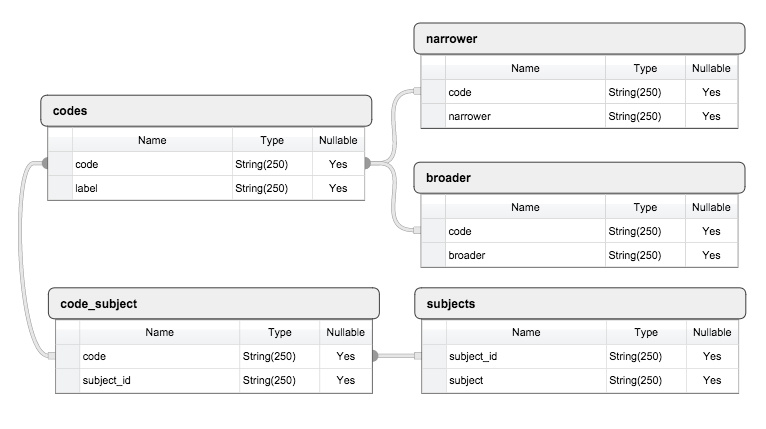 codes
Name Type Nullable
code String(250) Yes
label String(250) Yes
narrower
Name Type Nullable
code String(250) Yes
narrower String(250) Yes
broader
Name Type Nullable
code String(250) Yes
broader String(250) Yes
code_subject
Name Type Nullable
code String(250) Yes
subject_id String(250) Yes
subjects
Name Type Nullable
subject_id String(250) Yes
subject String(250) Yes